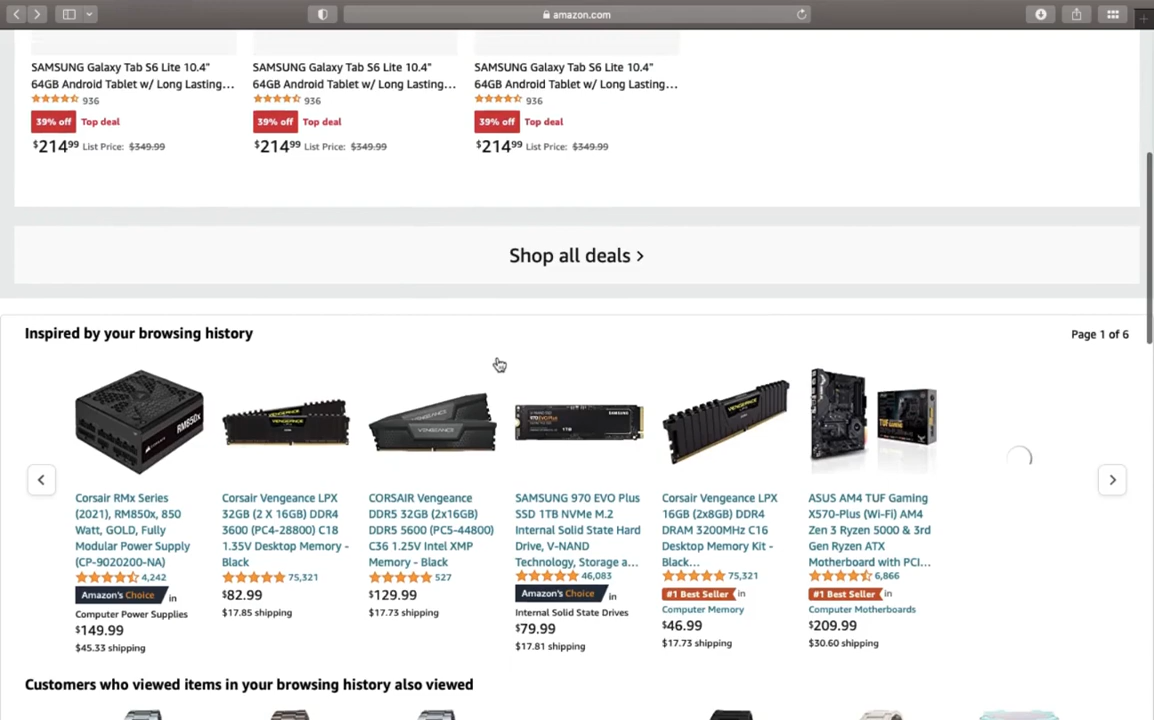 amazon.com
SAMSUNG Galaxy Tab S6 Lite 10.4"
64GB Android Tablet w/ Long Lasting...
936
39% off Top deal
$214.99 List Price: $349.99
SAMSUNG Galaxy Tab S6 Lite 10.4"
64GB Android Tablet w/ Long Lasting...
936
39% off Top deal
$214.99 List Price: $349.99
SAMSUNG Galaxy Tab S6 Lite 10.4"
64GB Android Tablet w/ Long Lasting...
936
39% off Top deal
$214.99 List Price: $349.99
Shop all deals ›
Inspired by your browsing history
Page 1 of 6
RM850x
Corsair RMx Series
(2021), RM850x, 850
Watt, GOLD, Fully
Modular Power Supply
(CP-9020200-NA)
4,242
Amazon's Choice in
Computer Power Supplies
$149.99
$45.33 shipping
VENGEANCE
VENGEANCE
Corsair Vengeance LPX
32GB (2 X 16GB) DDR4
3600 (PC4-28800) C18
1.35V Desktop Memory -
Black
75,321
$82.99
$17.85 shipping
VENGEANCE
VENGEANCE
CORSAIR Vengeance
DDR5 32GB (2x16GB)
DDR5 5600 (PC5-44800)
C36 1.25V Intel XMP
Memory - Black
527
$129.99
$17.73 shipping
970 EVO Plus
SAMSUNG
1TB
SAMSUNG 970 EVO Plus
SSD 1TB NVMe M.2
Internal Solid State Hard
Drive, V-NAND
Technology, Storage a...
46,083
Amazon's Choice in
Internal Solid State Drives
$79.99
$17.81 shipping
VENGEANCE
Corsair Vengeance LPX
16GB (2x8GB) DDR4
DRAM 3200MHz C16
Desktop Memory Kit -
Black...
75,321
#1 Best Seller in
Computer Memory
$46.99
$17.73 shipping
TUF GAMING
ASUS AM4 TUF Gaming
X570-Plus (Wi-Fi) AM4
Zen 3 Ryzen 5000 & 3rd
Gen Ryzen ATX
Motherboard with PCI...
6,866
#1 Best Seller in
Computer Motherboards
$209.99
$30.60 shipping
Customers who viewed items in your browsing history also viewed